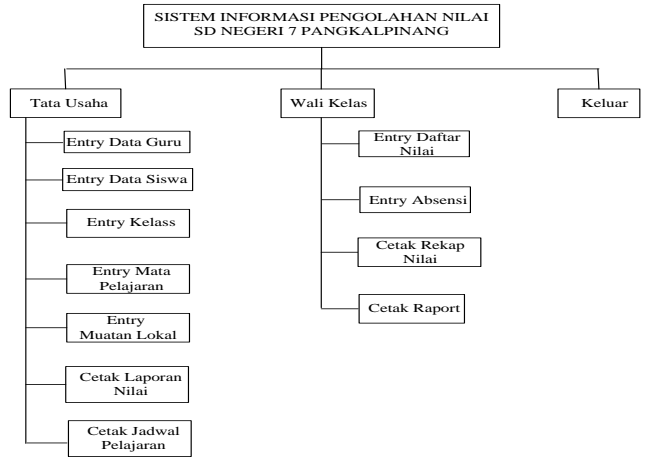 SISTEM INFORMASI PENGOLAHAN NILAI
SD NEGERI 7 PANGKALPINANG
Tata Usaha
Wali Kelas
Keluar
Entry Data Guru
Entry Data Siswa
Entry Kelass
Entry Mata
Pelajaran
Entry
Muatan Lokal
Cetak Laporan
Nilai
Cetak Jadwal
Pelajaran
Entry Daftar
Nilai
Entry Absensi
Cetak Rekap
Nilai
Cetak Raport